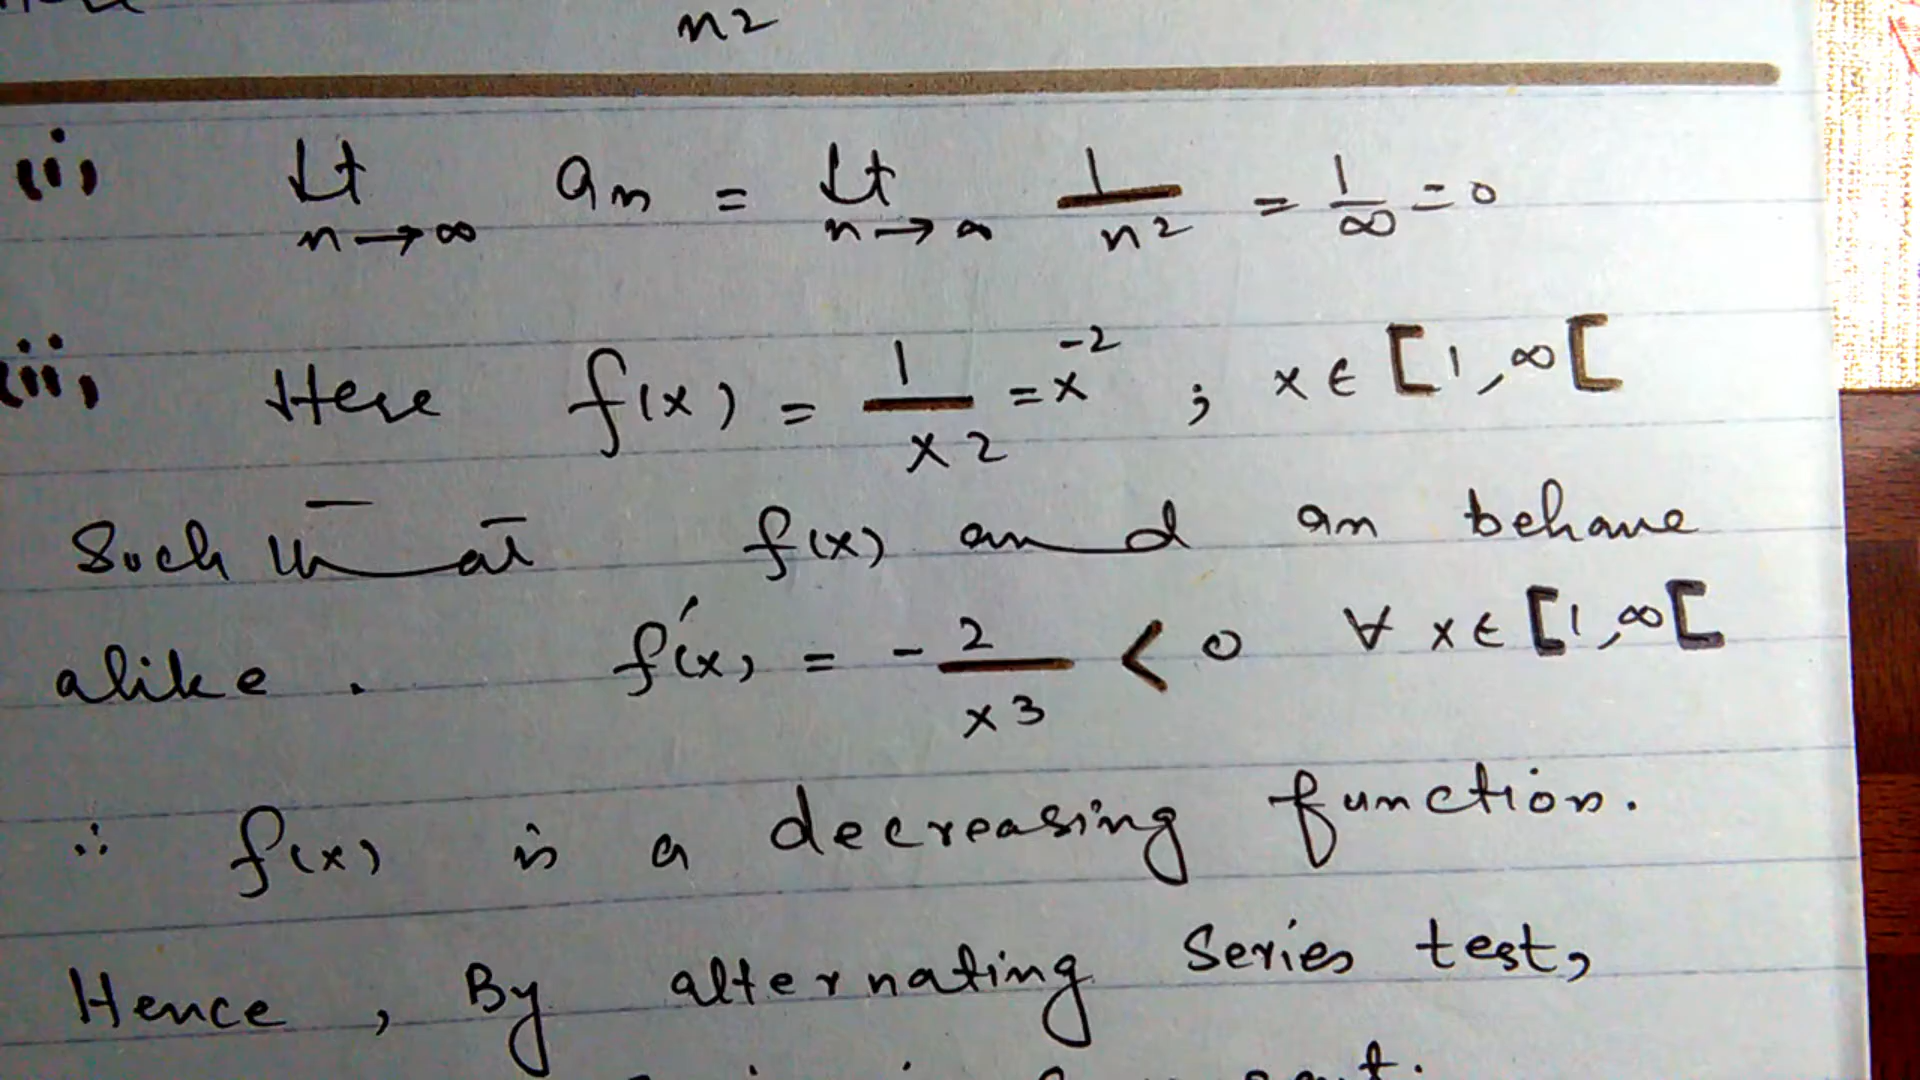 n2
(i) Lt n→∞ an = Lt n→∞ 1/n2 = 1/∞ = 0
(ii) Here f(x) = 1/x2 = x^-2 ; x ∈ [1,∞[
Such that f(x) and an behave
alike . f'(x) = - 2/x3 < 0 ∀ x ∈ [1,∞[
∴ f(x) is a decreasing function.
Hence , By alternating Series test,